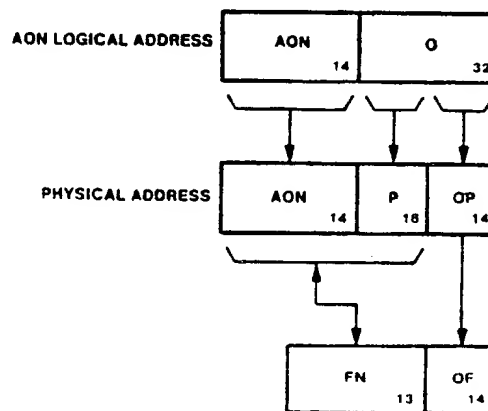 AON LOGICAL ADDRESS
AON
14
O
32
PHYSICAL ADDRESS
AON
14
P
18
OP
14
FN
13
OF
14